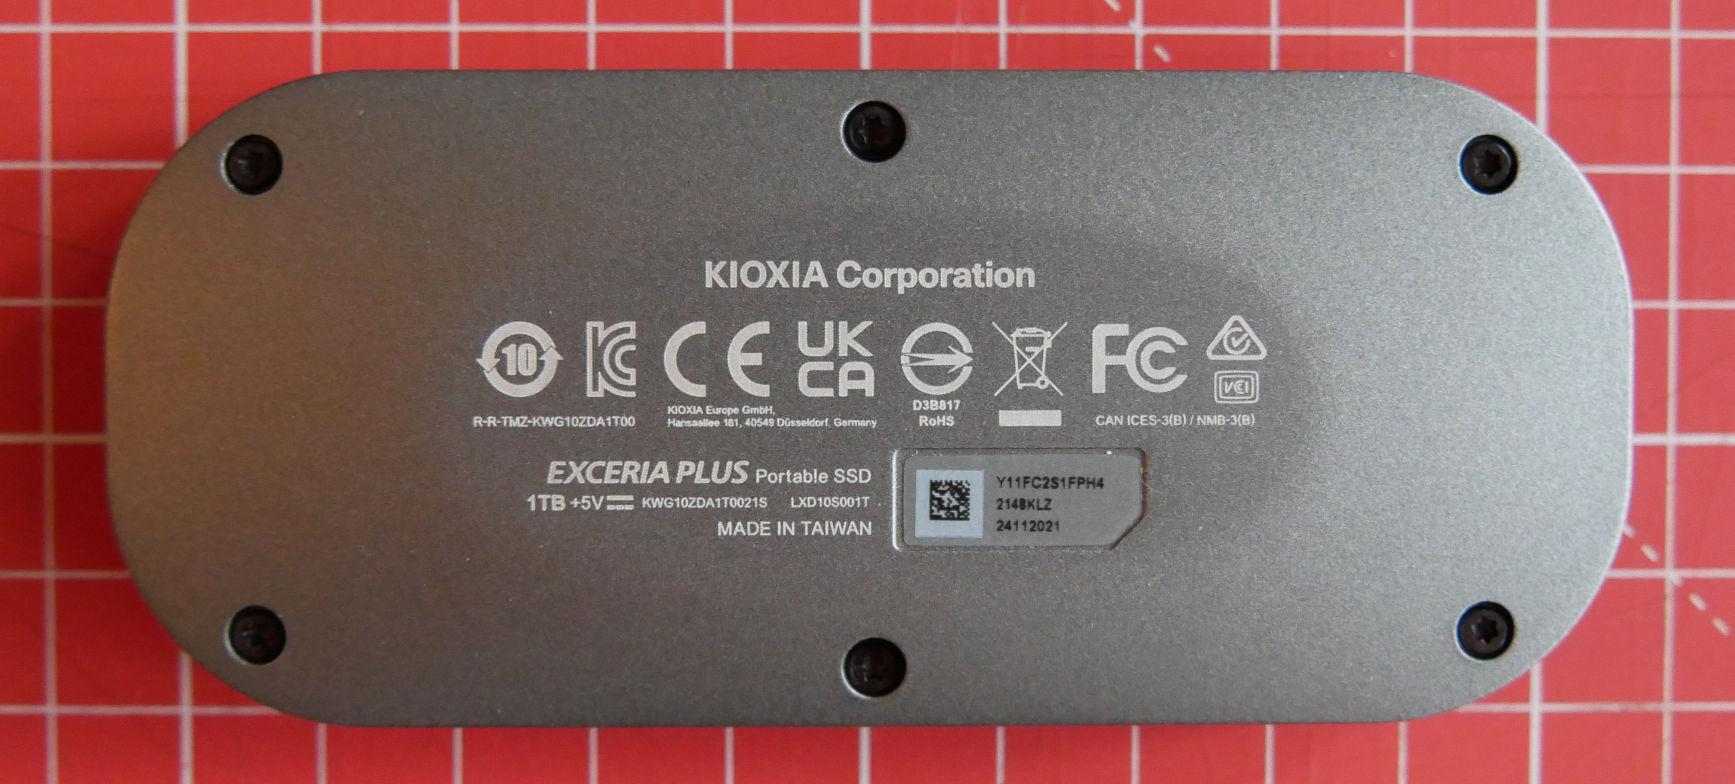 KIOXIA Corporation
10
KC
CE
UK
CA
FC
VCI
R-R-TMZ-KWG10ZDA1T00
KIOXIA Europe GmbH,
Hansaallee 181, 40549 Düsseldorf, Germany
D3B817
RoHS
CAN ICES-3(B) / NMB-3(B)
EXCERIA PLUS Portable SSD
1TB +5V KWG10ZDA1T0021S LXD10S001T
MADE IN TAIWAN
Y11FC2S1FPH4
2148KLZ
24112021